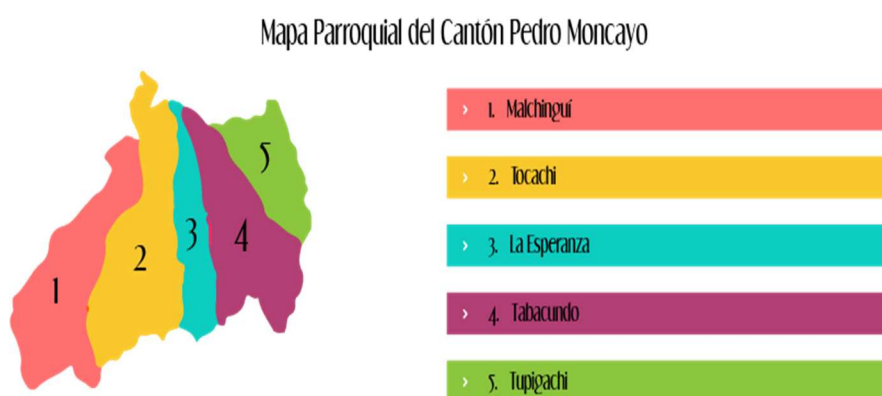 Mapa Parroquial del Cantón Pedro Moncayo
1
2
3
4
5
› 1. Malchinguí
› 2. Tocachi
› 3. La Esperanza
› 4. Tabacundo
› 5. Tupigachi